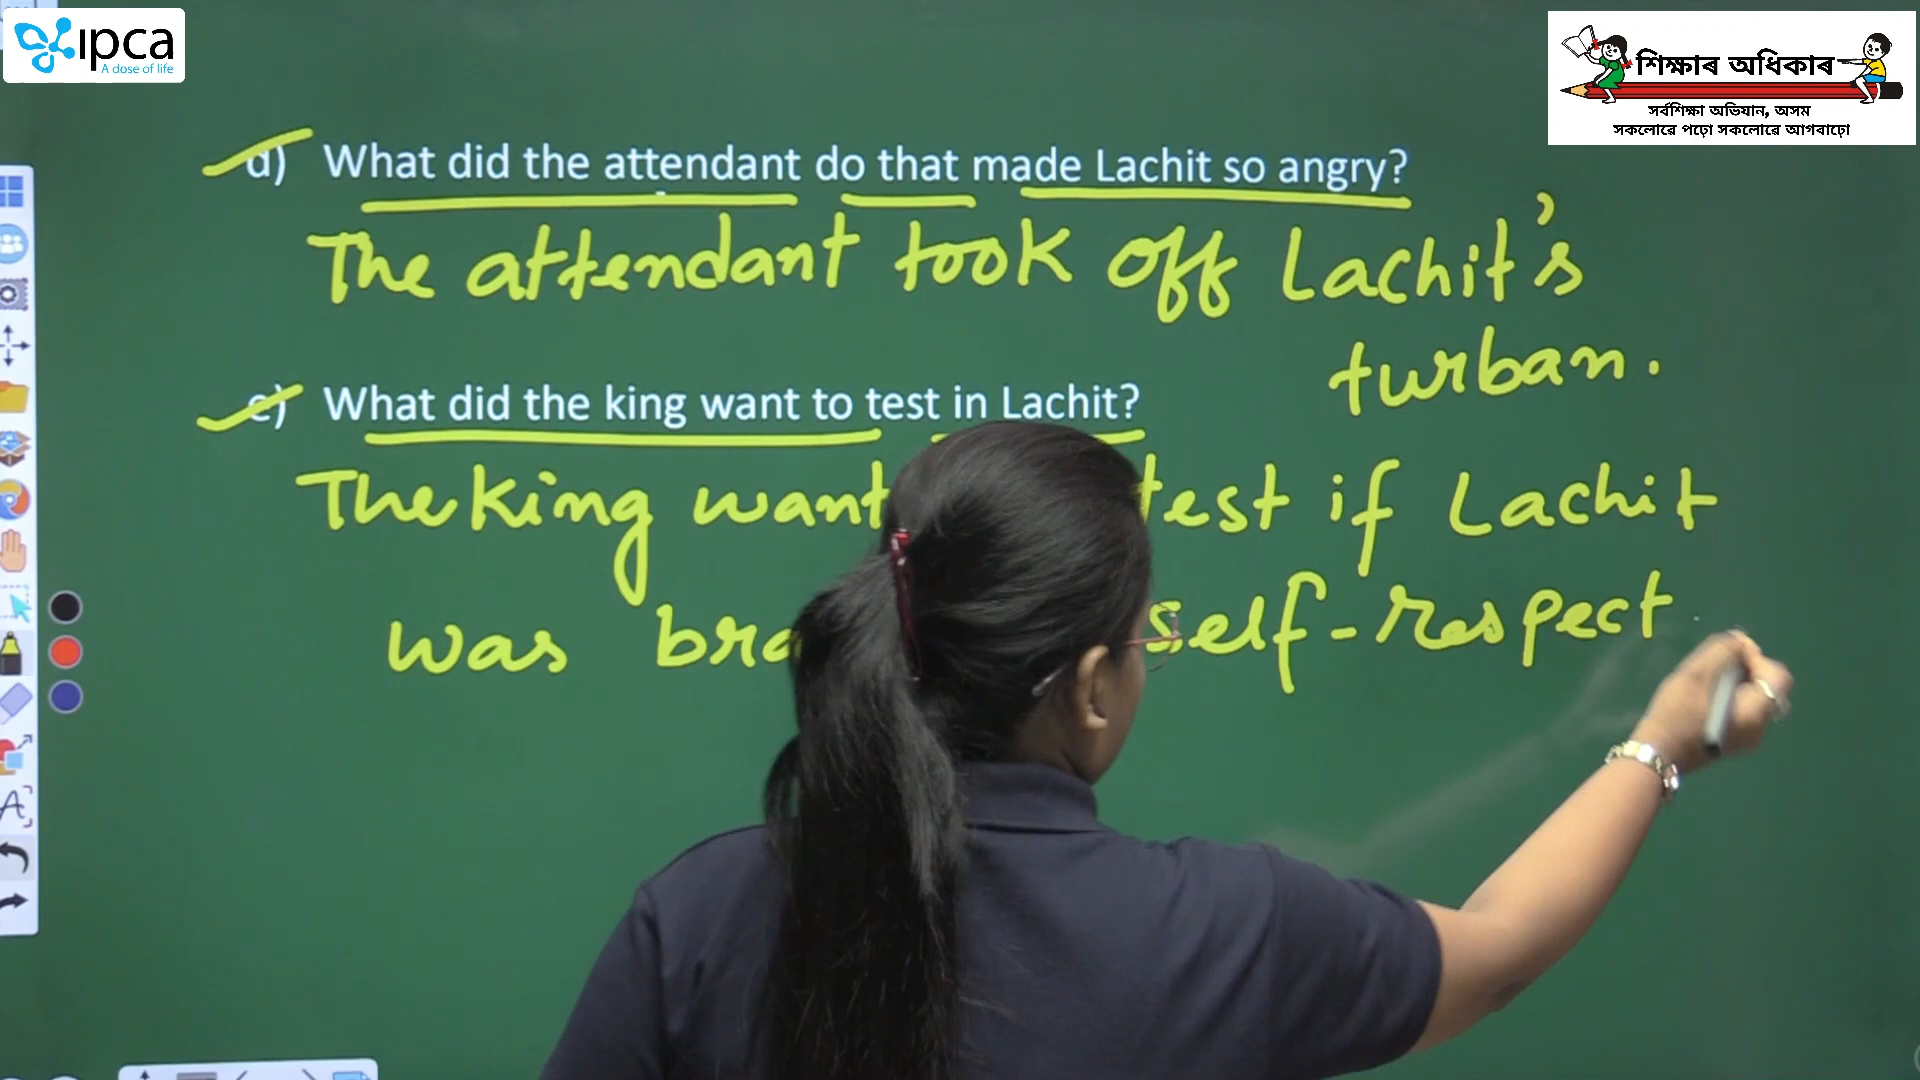 ipca
A dose of life
শিক্ষাৰ অধিকাৰ
সৰ্বশিক্ষা অভিযান, অসম
সকলোৱে পঢ়ো সকলোৱে আগবাঢ়ো
d) What did the attendant do that made Lachit so angry?
The attendant took off Lachit's
turban.
e) What did the king want to test in Lachit?
The king want test if Lachit
was self-respect